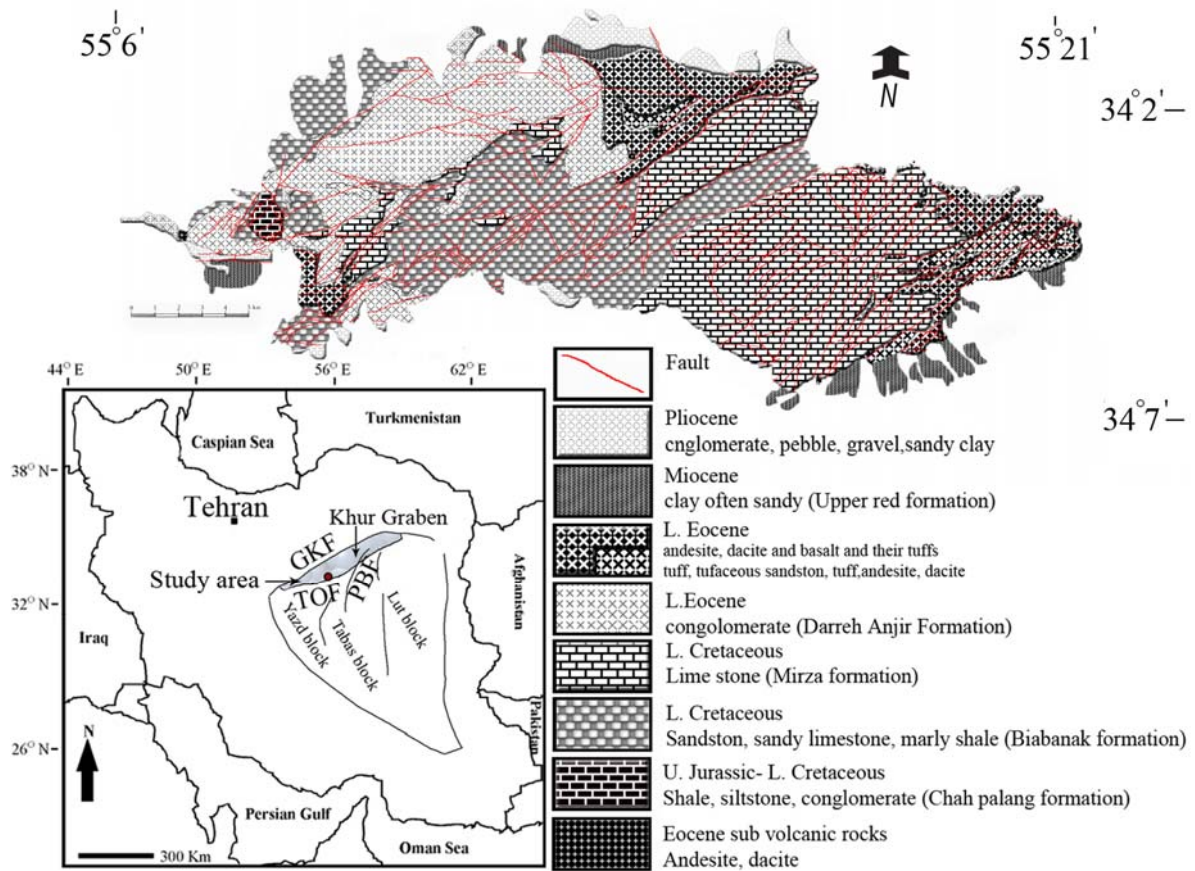 55°6'
55°21'
N
34°2'
34°7'
Fault
Pliocene
cnglomerate, pebble, gravel,sandy clay
Miocene
clay often sandy (Upper red formation)
L. Eocene
andesite, dacite and basalt and their tuffs
tuff, tufaceous sandston, tuff,andesite, dacite
L.Eocene
congolomerate (Darreh Anjir Formation)
L. Cretaceous
Lime stone (Mirza formation)
L. Cretaceous
Sandston, sandy limestone, marly shale (Biabanak formation)
U. Jurassic- L. Cretaceous
Shale, siltstone, conglomerate (Chah palang formation)
Eocene sub volcanic rocks
Andesite, dacite
44° E
50° E
56° E
62° E
38° N
32° N
26° N
Turkmenistan
Caspian Sea
Tehran
Khur Graben
GKF
Study area
TOF
PBF
Afghanistan
Iraq
Yazd block
Tabas block
Lut block
Pakistan
N
Persian Gulf
Oman Sea
300 Km